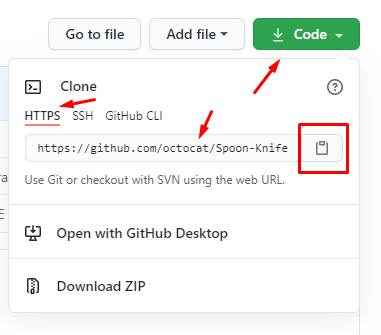 Go to file
Add file
Code
Clone
HTTPS
SSH
GitHub CLI
https://github.com/octocat/Spoon-Knife
Use Git or checkout with SVN using the web URL.
Open with GitHub Desktop
Download ZIP